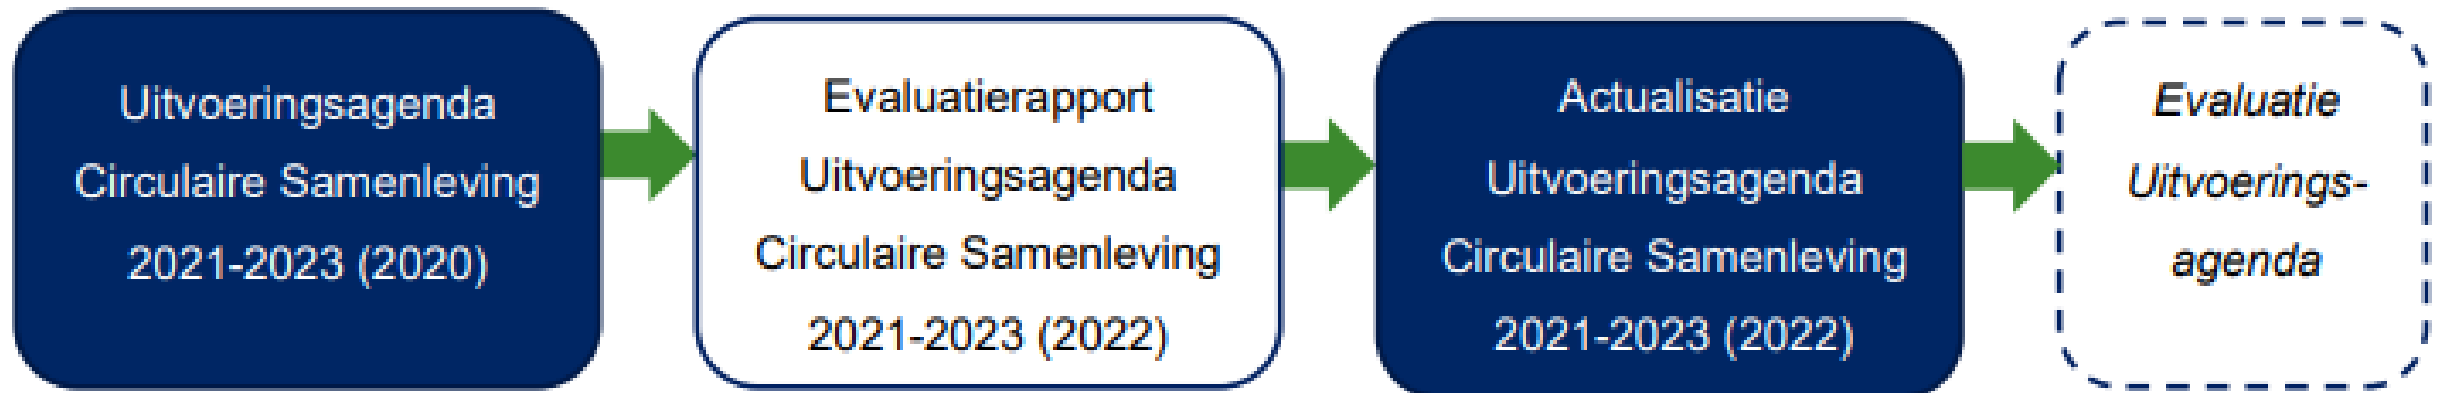 Uitvoeringsagenda
Circulaire Samenleving
2021-2023 (2020)
Evaluatierapport
Uitvoeringsagenda
Circulaire Samenleving
2021-2023 (2022)
Actualisatie
Uitvoeringsagenda
Circulaire Samenleving
2021-2023 (2022)
Evaluatie
Uitvoerings-
agenda